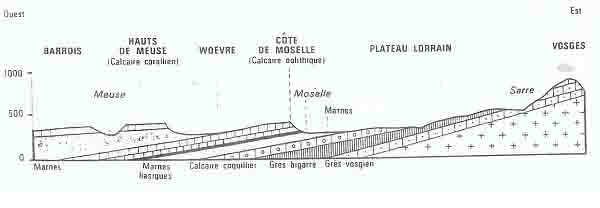 Ouest
Est
BARROIS
HAUTS
DE MEUSE
(Calcaire corallien)
WOËVRE
CÔTE
DE MOSELLE
(Calcaire oolithique)
PLATEAU LORRAIN
VOSGES
1000
500
0
Meuse
Moselle
Marnes
Sarre
Marnes
Marnes
liasiques
Calcaire coquillier
Grès bigarré
Grès vosgien